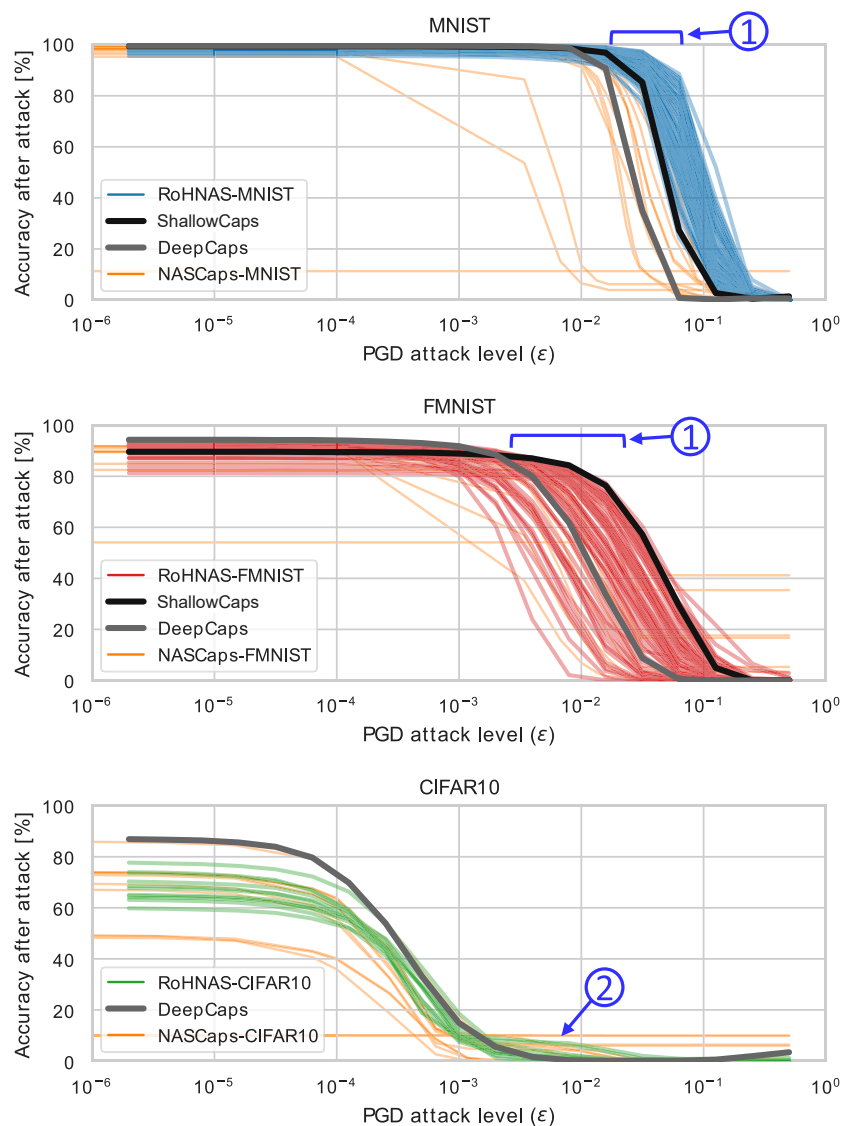 MNIST
①
Accuracy after attack [%]
100
80
60
40
20
0
RoHNAS-MNIST
ShallowCaps
DeepCaps
NASCaps-MNIST
10⁻⁶ 10⁻⁵ 10⁻⁴ 10⁻³ 10⁻² 10⁻¹ 10⁰
PGD attack level (ε)
FMNIST
①
Accuracy after attack [%]
100
80
60
40
20
0
RoHNAS-FMNIST
ShallowCaps
DeepCaps
NASCaps-FMNIST
10⁻⁶ 10⁻⁵ 10⁻⁴ 10⁻³ 10⁻² 10⁻¹ 10⁰
PGD attack level (ε)
CIFAR10
Accuracy after attack [%]
100
80
60
40
20
0
②
RoHNAS-CIFAR10
DeepCaps
NASCaps-CIFAR10
10⁻⁶ 10⁻⁵ 10⁻⁴ 10⁻³ 10⁻² 10⁻¹ 10⁰
PGD attack level (ε)